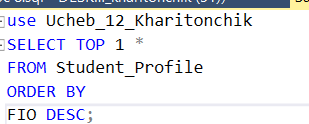 use Ucheb_12_Kharitonchik
SELECT TOP 1 *
FROM Student_Profile
ORDER BY
FIO DESC;